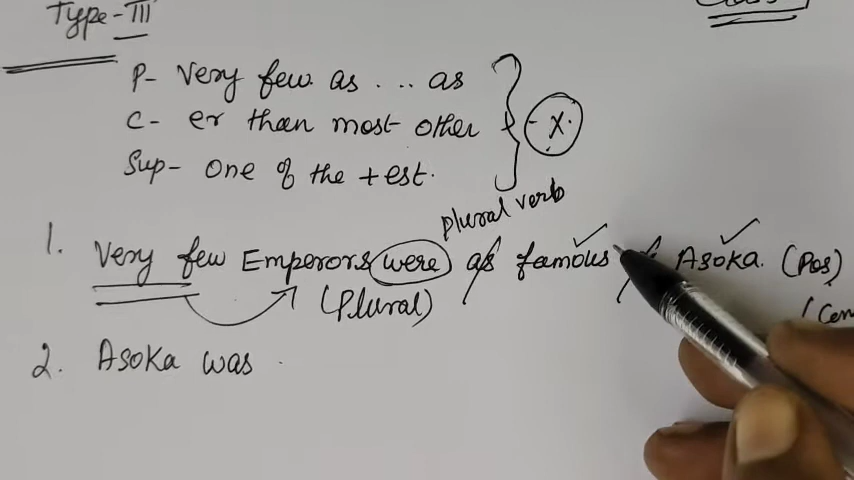 Type-III
P- Very few as ... as
C- er than most other +
Sup- one of the + est.
X
plural verb
1. Very few Emperors were as famous Asoka. (Pos)
(Plural)
2. Asoka was